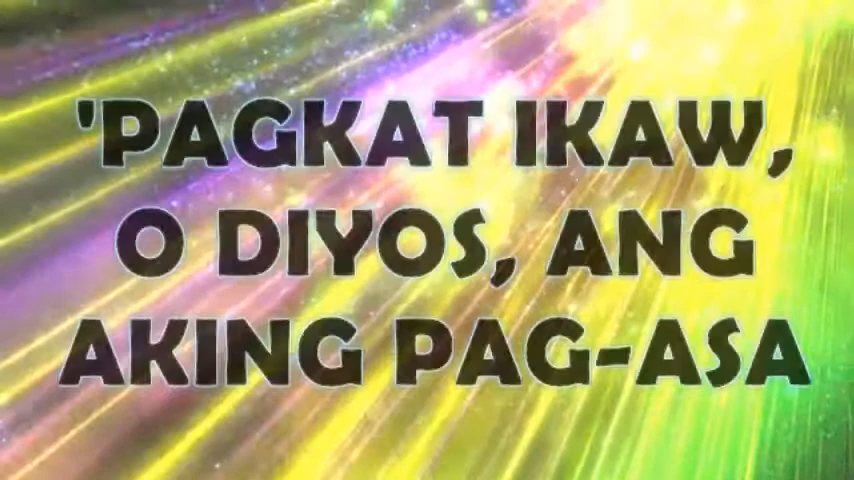 'PAGKAT IKAW,
O DIYOS, ANG
AKING PAG-ASA